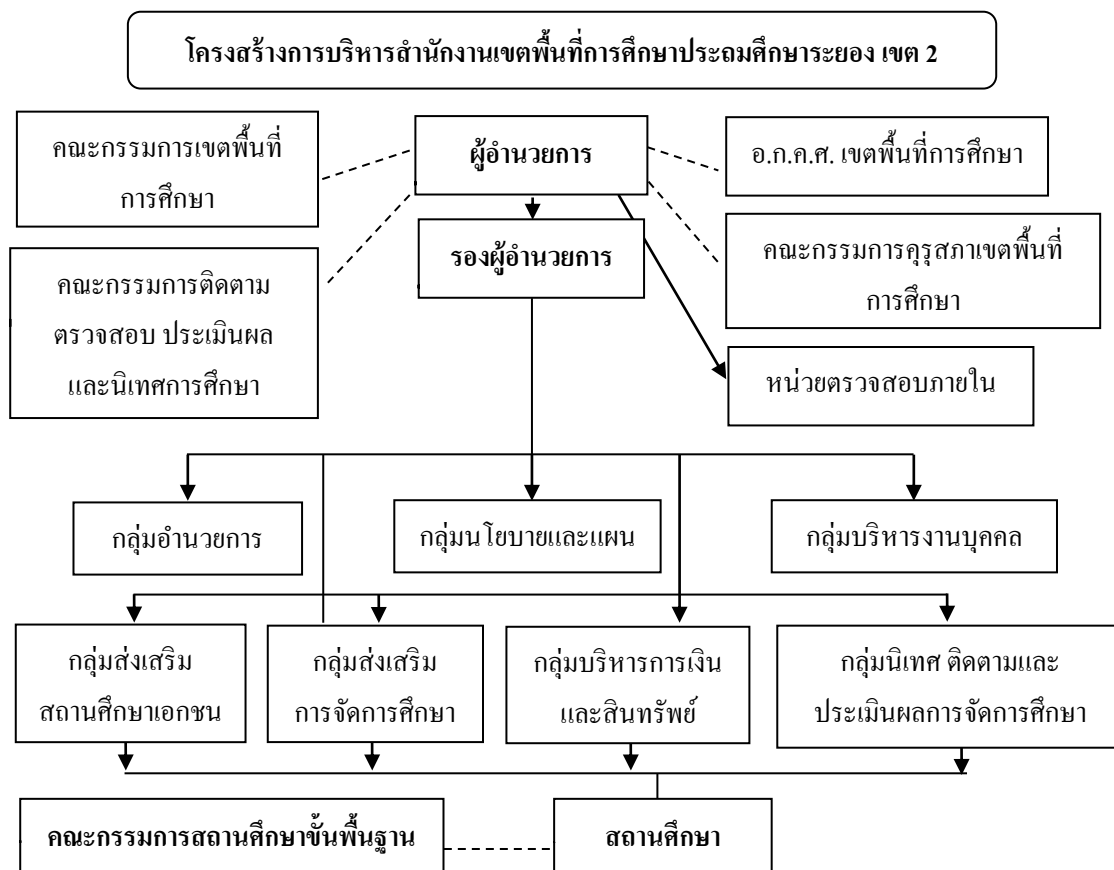 โครงสร้างการบริหารสำนักงานเขตพื้นที่การศึกษาประถมศึกษาระยอง เขต 2
คณะกรรมการเขตพื้นที่
การศึกษา
ผู้อำนวยการ
อ.ก.ค.ศ. เขตพื้นที่การศึกษา
รองผู้อำนวยการ
คณะกรรมการคุรุสภาเขตพื้นที่
การศึกษา
คณะกรรมการติดตาม
ตรวจสอบ ประเมินผล
และนิเทศการศึกษา
หน่วยตรวจสอบภายใน
กลุ่มอำนวยการ
กลุ่มนโยบายและแผน
กลุ่มบริหารงานบุคคล
กลุ่มส่งเสริม
สถานศึกษาเอกชน
กลุ่มส่งเสริม
การจัดการศึกษา
กลุ่มบริหารการเงิน
และสินทรัพย์
กลุ่มนิเทศ ติดตามและ
ประเมินผลการจัดการศึกษา
คณะกรรมการสถานศึกษาขั้นพื้นฐาน
สถานศึกษา